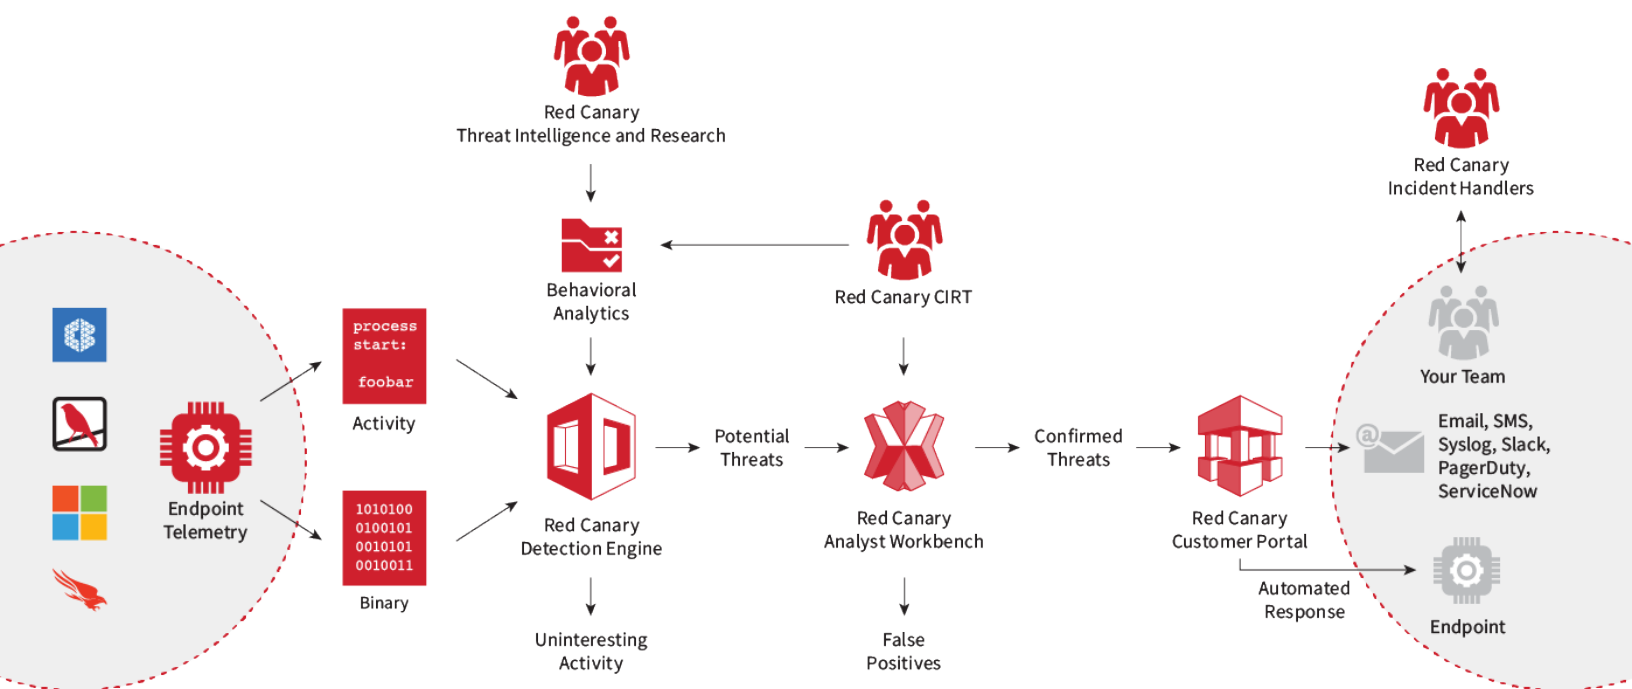 Red Canary
Threat Intelligence and Research
Red Canary
Incident Handlers
Behavioral
Analytics
Red Canary CIRT
process
start:
foobar
Activity
Endpoint
Telemetry
1010100
0100101
0010101
0010011
Binary
Red Canary
Detection Engine
Uninteresting
Activity
Potential
Threats
Red Canary
Analyst Workbench
False
Positives
Confirmed
Threats
Red Canary
Customer Portal
Automated
Response
Your Team
@
Email, SMS,
Syslog, Slack,
PagerDuty,
ServiceNow
Endpoint